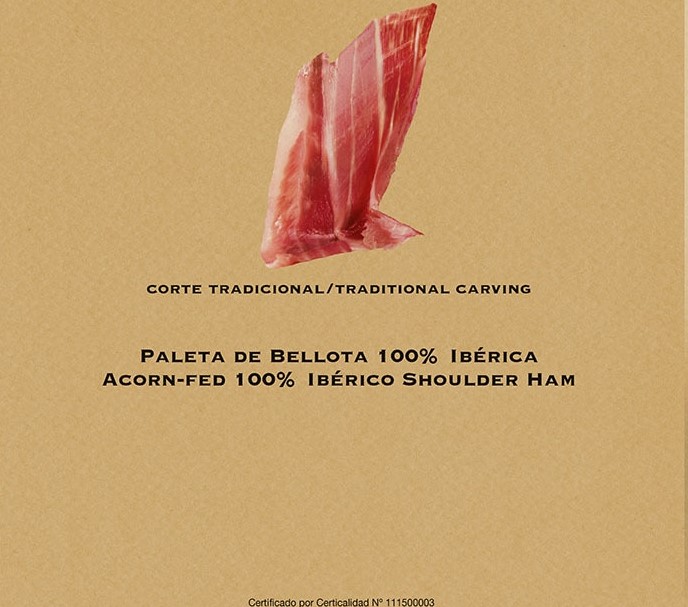 CORTE TRADICIONAL/TRADITIONAL CARVING
PALETA DE BELLOTA 100% IBÉRICA
ACORN-FED 100% IBÉRICO SHOULDER HAM
Certificado por Certicalidad Nº 111500003